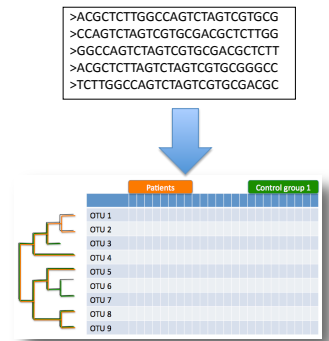 >ACGCTCTTGGCCAGTCTAGTCGTGCG
>CCAGTCTAGTCGTGCGACGCTCTTGG
>GGCCAGTCTAGTCGTGCGACGCTCTT
>ACGCTCTTAGTCTAGTCGTGCGGGCC
>TCTTGGCCAGTCTAGTCGTGCGACGC
Patients Control group 1
OTU 1
OTU 2
OTU 3
OTU 4
OTU 5
OTU 6
OTU 7
OTU 8
OTU 9